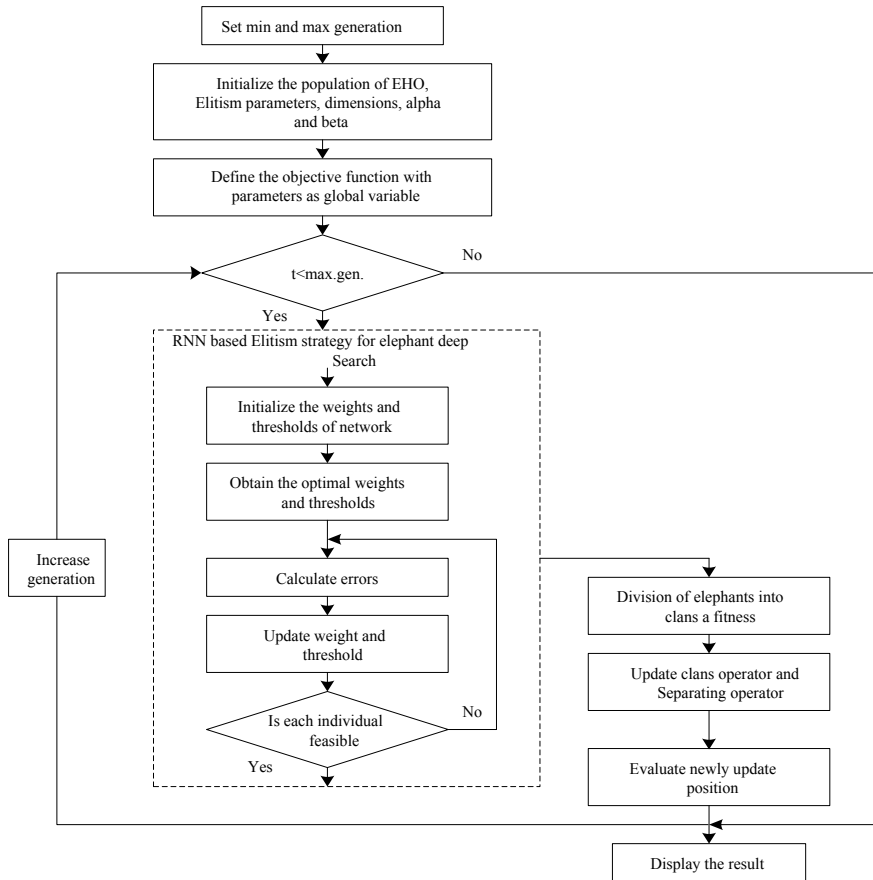 Set min and max generation
Initialize the population of EHO,
Elitism parameters, dimensions, alpha
and beta
Define the objective function with
parameters as global variable
t<max.gen.
No
Yes
RNN based Elitism strategy for elephant deep
Search
Initialize the weights and
thresholds of network
Obtain the optimal weights
and thresholds
Calculate errors
Update weight and
threshold
Is each individual
feasible
No
Yes
Increase
generation
Division of elephants into
clans a fitness
Update clans operator and
Separating operator
Evaluate newly update
position
Display the result